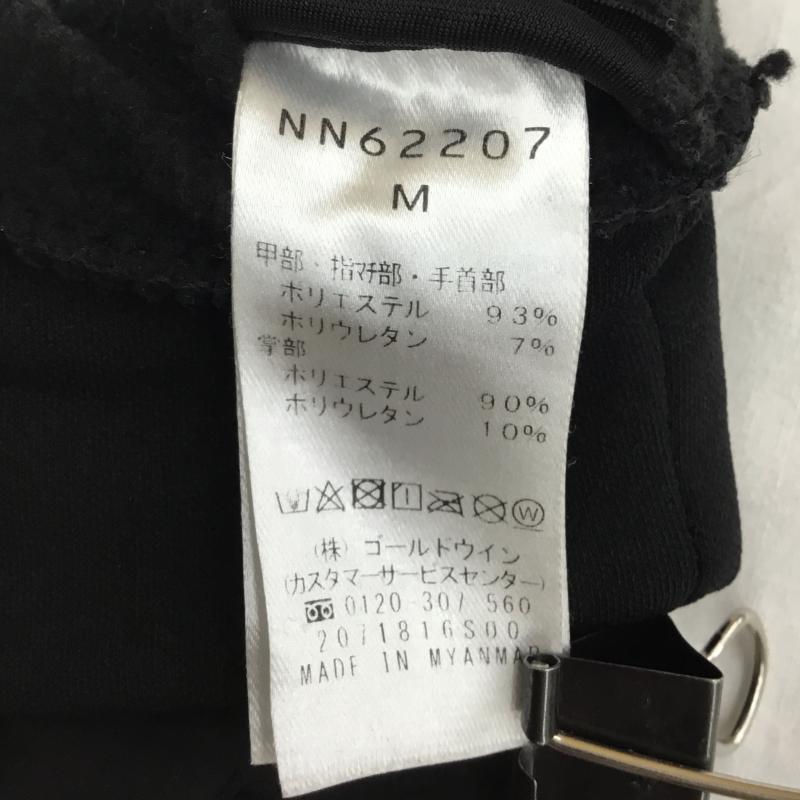 NN62207
M
甲部・指マチ部・手首部
ポリエステル 93%
ポリウレタン 7%
掌部
ポリエステル 90%
ポリウレタン 10%
W
(株) ゴールドウイン
(カスタマーサービスセンター)
0120-307-560
2071816S00
MADE IN MYANMAR